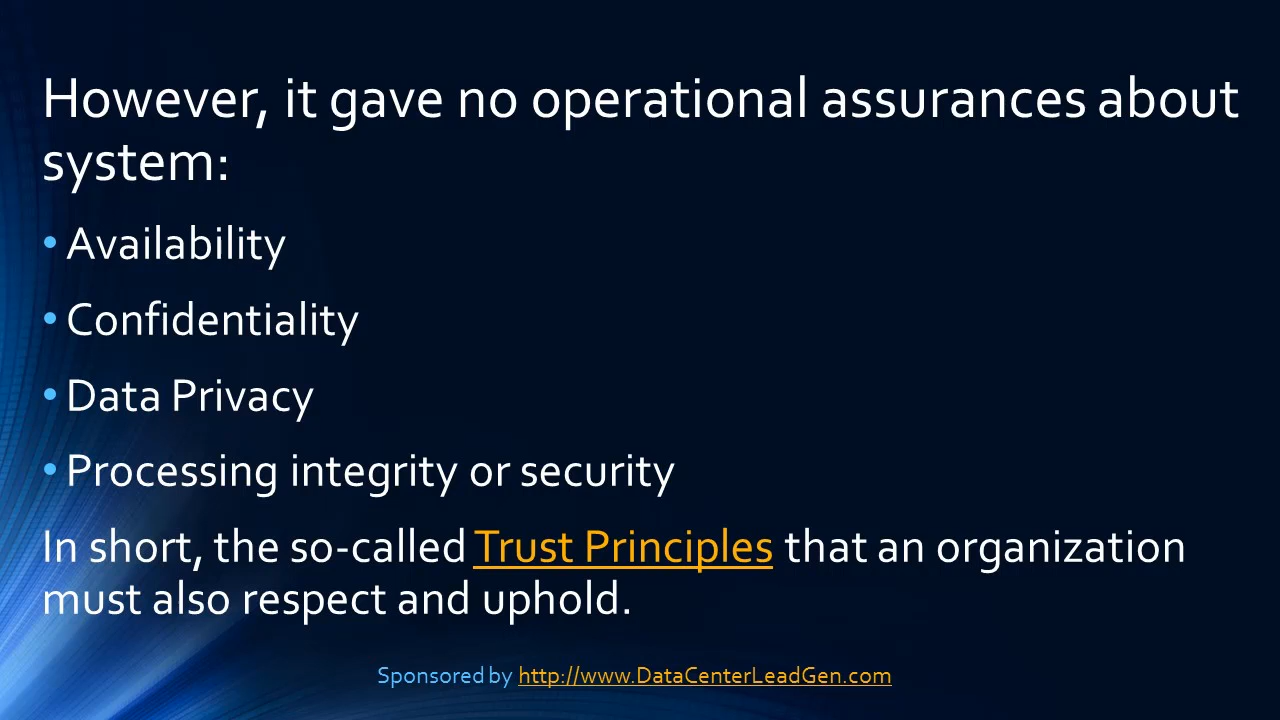 However, it gave no operational assurances about
system:
• Availability
• Confidentiality
• Data Privacy
• Processing integrity or security
In short, the so-called Trust Principles that an organization
must also respect and uphold.
Sponsored by http://www.DataCenterLeadGen.com